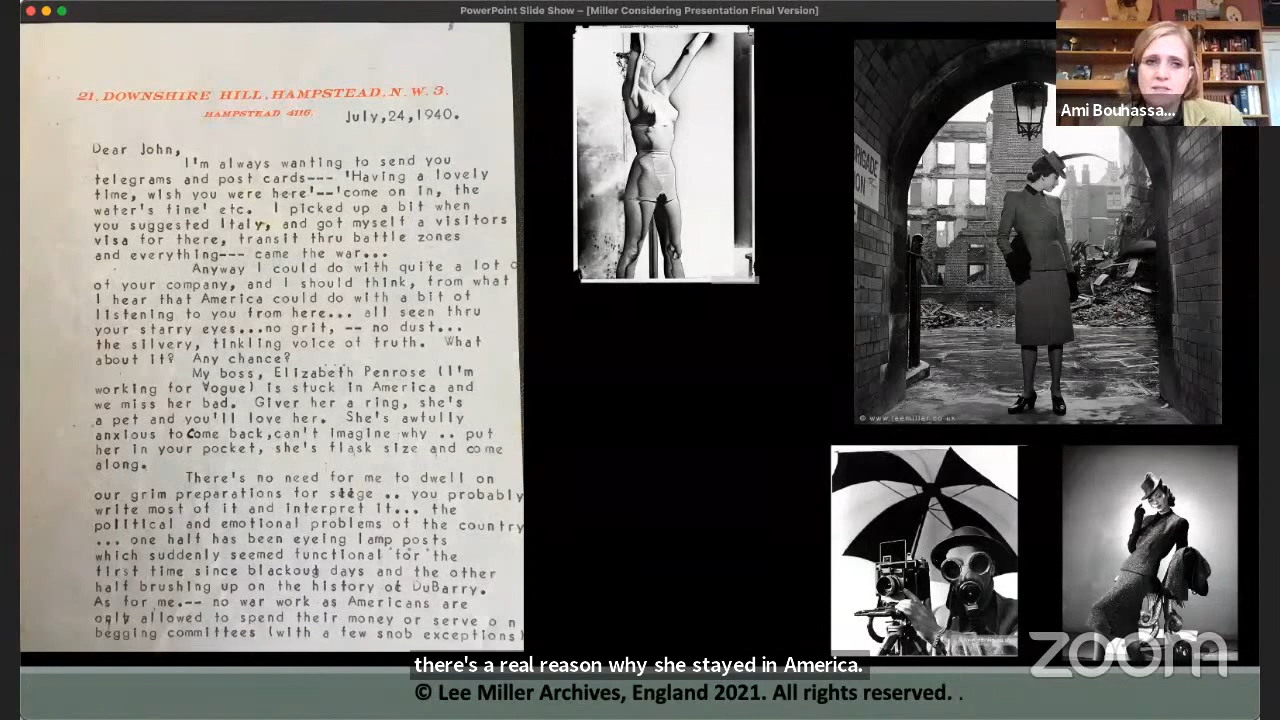 PowerPoint Slide Show – [Miller Considering Presentation Final Version]
21, DOWNSHIRE HILL, HAMPSTEAD, N. W. 3.
HAMPSTEAD 4116.
July,24,1940.
Dear John,
I'm always wanting to send you
telegrams and post cards--- 'Having a lovely
time, wish you were here'--'come on in, the
water's fine' etc. I picked up a bit when
you suggested Italy, and got myself a visitors
visa for there, transit thru battle zones
and everything--- came the war...
Anyway I could do with quite a lot o
of your company, and I should think, from what
I hear that America could do with a bit of
listening to you from here... all seen thru
your starry eyes...no grit, -- no dust...
the silvery, tinkling voice of truth. What
about it? Any chance?
My boss, Elizabeth Penrose (I'm
working for Vogue) is stuck in America and
we miss her bad. Giver her a ring, she's
a pet and you'll love her. She's awfully
anxious to Come back,can't imagine why .. put
her in your pocket, she's flask size and come
along.
There's no need for me to dwell on
our grim preparations for siege .. you probably
write most of it and interpret it... the
political and emotional problems of the country
... one half has been eyeing lamp posts
which suddenly seemed functional for the
first time since blackout days and the other
half brushing up on the history of DuBarry.
As for me.-- no war work as Americans are
only allowed to spend their money or serve on
begging committees (with a few snob exceptions)
BRIGADE
ON
© www.leemiller.co.uk
Ami Bouhassa...
there's a real reason why she stayed in America.
zoom
© Lee Miller Archives, England 2021. All rights reserved. .